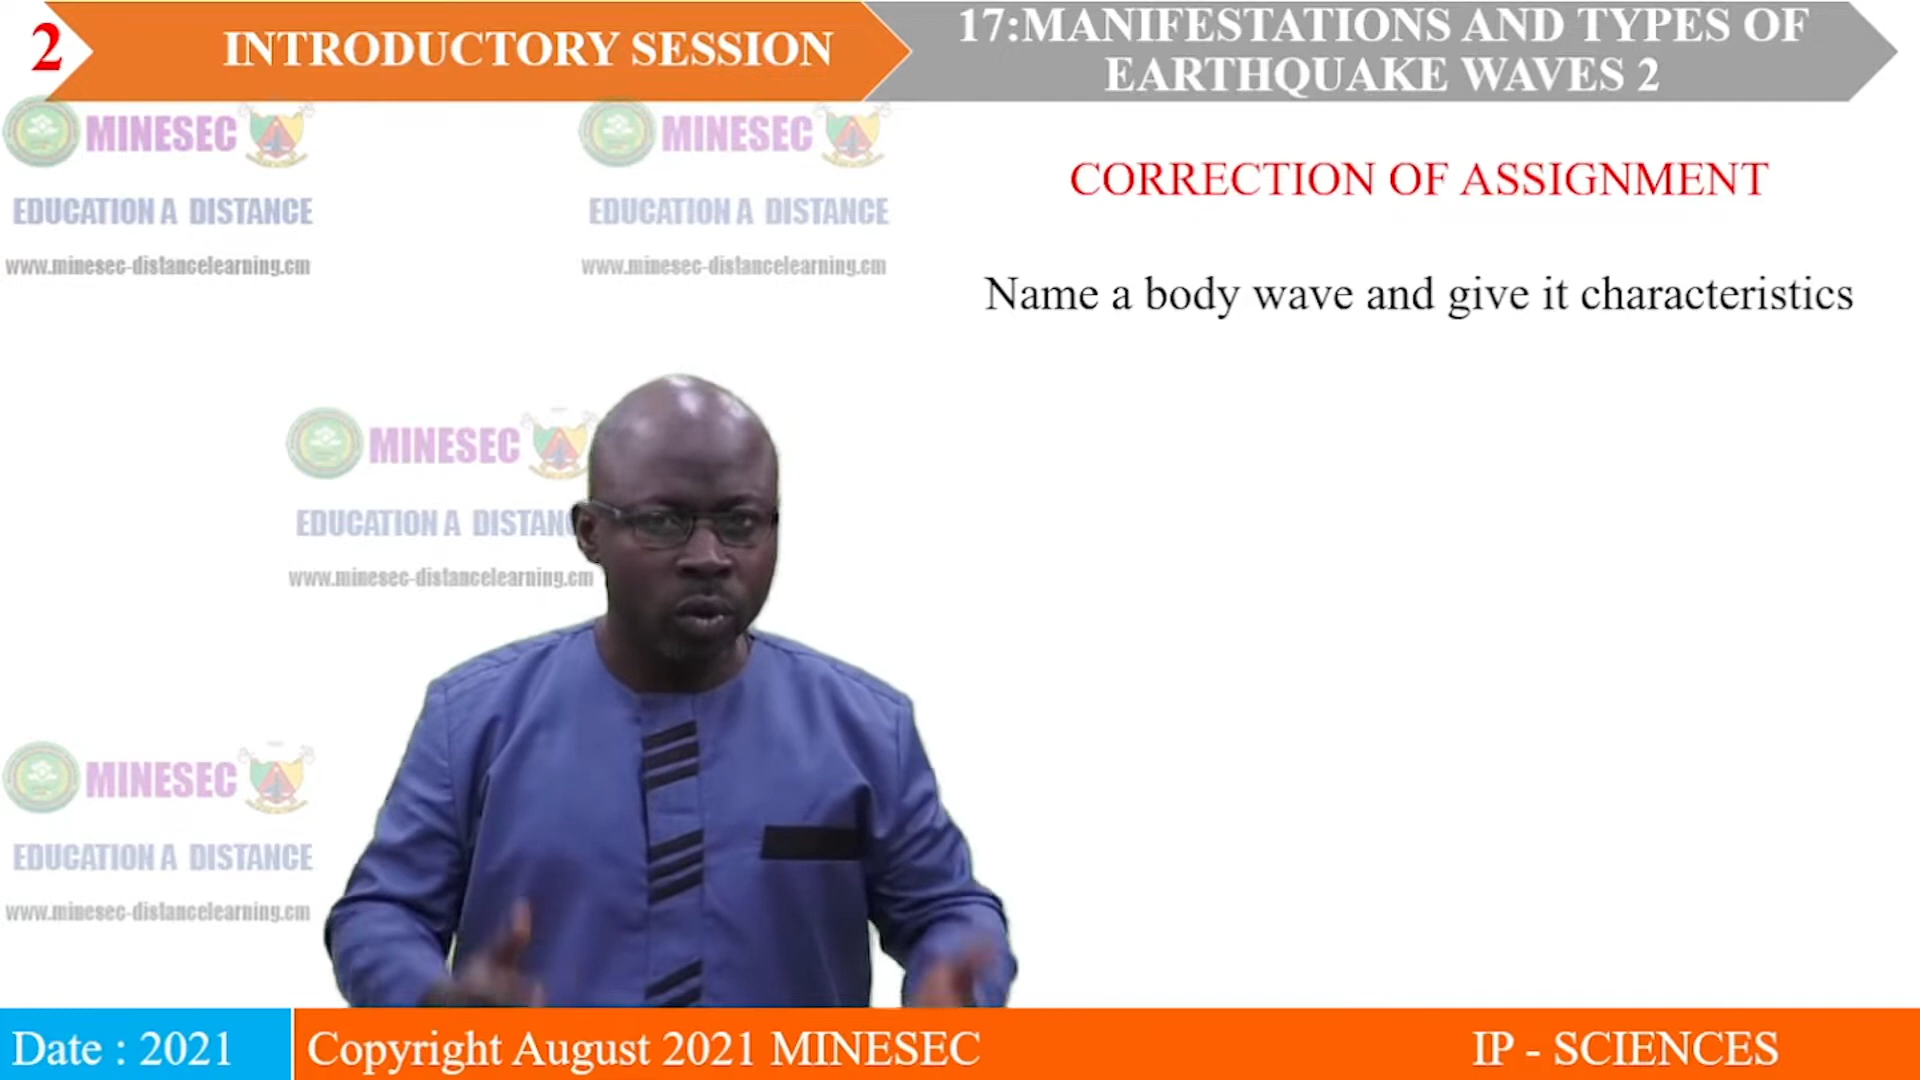 2
INTRODUCTORY SESSION
17:MANIFESTATIONS AND TYPES OF
EARTHQUAKE WAVES 2
MINESEC
EDUCATION A DISTANCE
www.minesec-distancelearning.cm
MINESEC
EDUCATION A DISTANCE
www.minesec-distancelearning.cm
CORRECTION OF ASSIGNMENT
Name a body wave and give it characteristics
MINESEC
EDUCATION A DISTANC
www.minesec-distancelearning.cm
MINESEC
EDUCATION A DISTANCE
www.minesec-distancelearning.cm
Date : 2021
Copyright August 2021 MINESEC
IP - SCIENCES